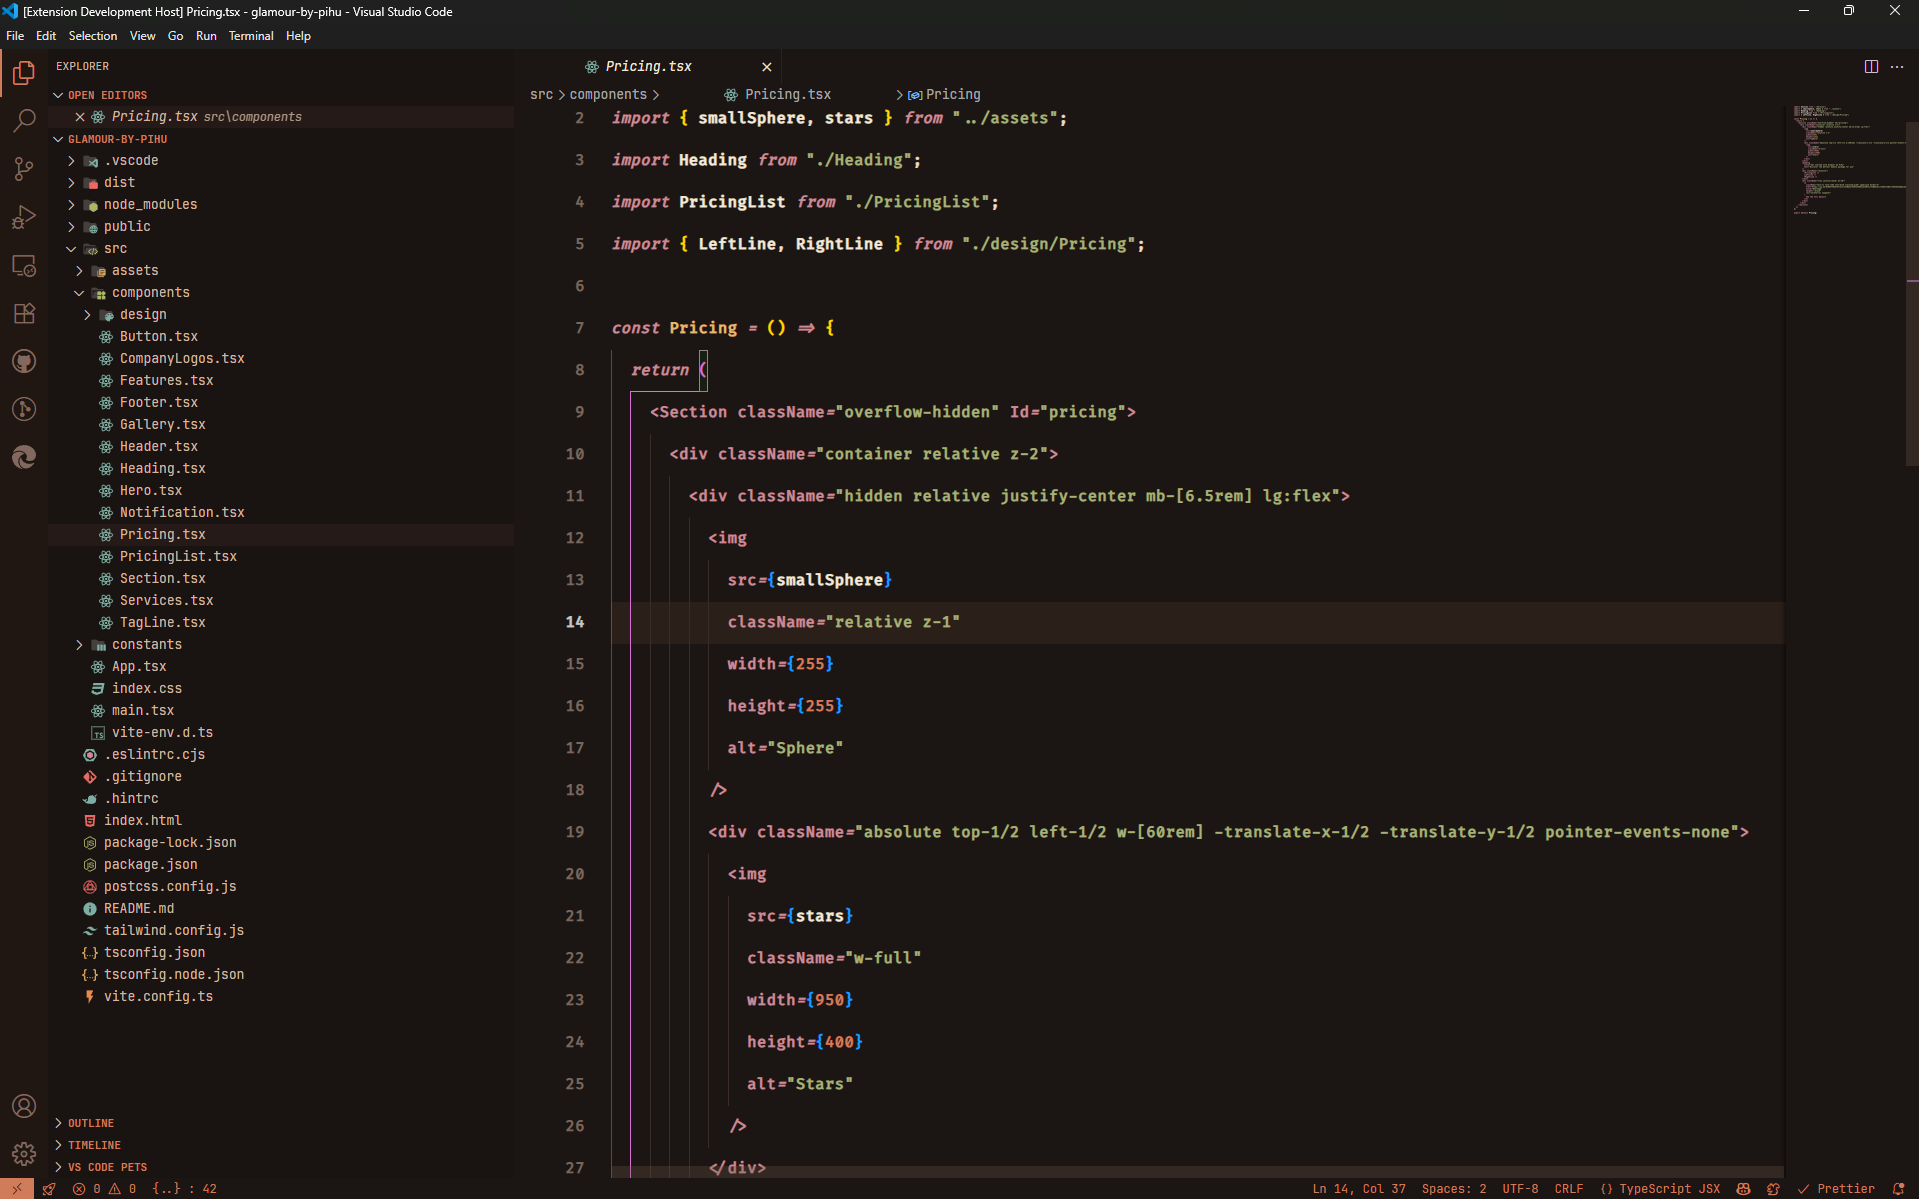 [Extension Development Host] Pricing.tsx - glamour-by-pihu - Visual Studio Code
File Edit Selection View Go Run Terminal Help
EXPLORER
OPEN EDITORS
Pricing.tsx src\components
GLAMOUR-BY-PIHU
.vscode
dist
node_modules
public
src
assets
components
design
Button.tsx
CompanyLogos.tsx
Features.tsx
Footer.tsx
Gallery.tsx
Header.tsx
Heading.tsx
Hero.tsx
Notification.tsx
Pricing.tsx
PricingList.tsx
Section.tsx
Services.tsx
TagLine.tsx
constants
App.tsx
index.css
main.tsx
vite-env.d.ts
.eslintrc.cjs
.gitignore
.hintrc
index.html
package-lock.json
package.json
postcss.config.js
README.md
tailwind.config.js
tsconfig.json
tsconfig.node.json
vite.config.ts
OUTLINE
TIMELINE
VS CODE PETS
Pricing.tsx
src > components > Pricing.tsx > Pricing
2 import { smallSphere, stars } from "../assets";
3 import Heading from "./Heading";
4 import PricingList from "./PricingList";
5 import { LeftLine, RightLine } from "./design/Pricing";
6
7 const Pricing = () => {
8 return (
9 <Section className="overflow-hidden" Id="pricing">
10 <div className="container relative z-2">
11 <div className="hidden relative justify-center mb-[6.5rem] lg:flex">
12 <img
13 src={smallSphere}
14 className="relative z-1"
15 width={255}
16 height={255}
17 alt="Sphere"
18 />
19 <div className="absolute top-1/2 left-1/2 w-[60rem] -translate-x-1/2 -translate-y-1/2 pointer-events-none">
20 <img
21 src={stars}
22 className="w-full"
23 width={950}
24 height={400}
25 alt="Stars"
26 />
27 </div>
0 0 {..} : 42 Ln 14, Col 37 Spaces: 2 UTF-8 CRLF {} TypeScript JSX Prettier